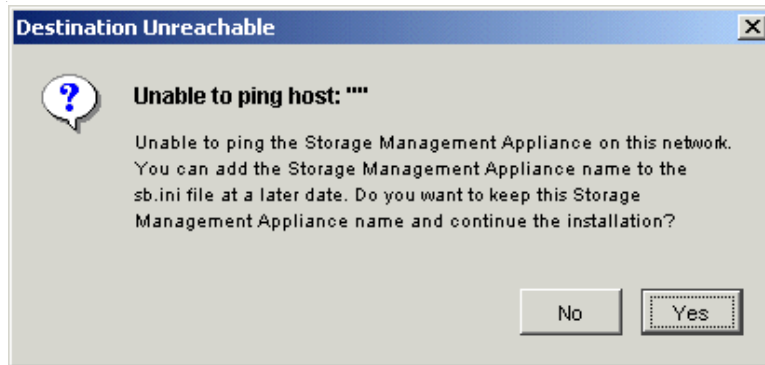 Destination Unreachable
Unable to ping host: ""
Unable to ping the Storage Management Appliance on this network.
You can add the Storage Management Appliance name to the
sb.ini file at a later date. Do you want to keep this Storage
Management Appliance name and continue the installation?
No
Yes